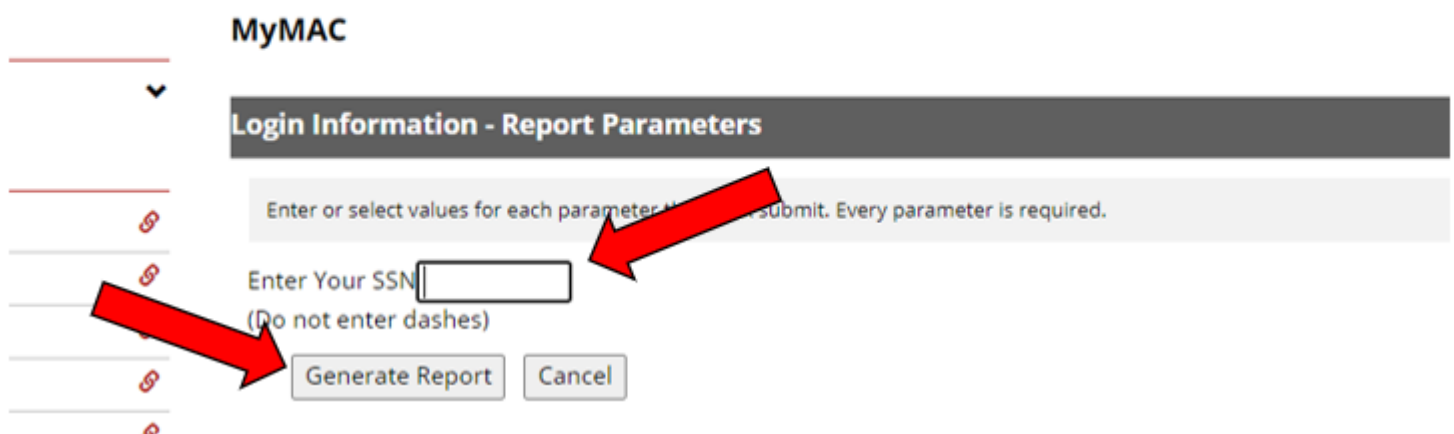 MyMAC
Login Information - Report Parameters
Enter or select values for each parameter submit. Every parameter is required.
Enter Your SSN
(Do not enter dashes)
Generate Report
Cancel